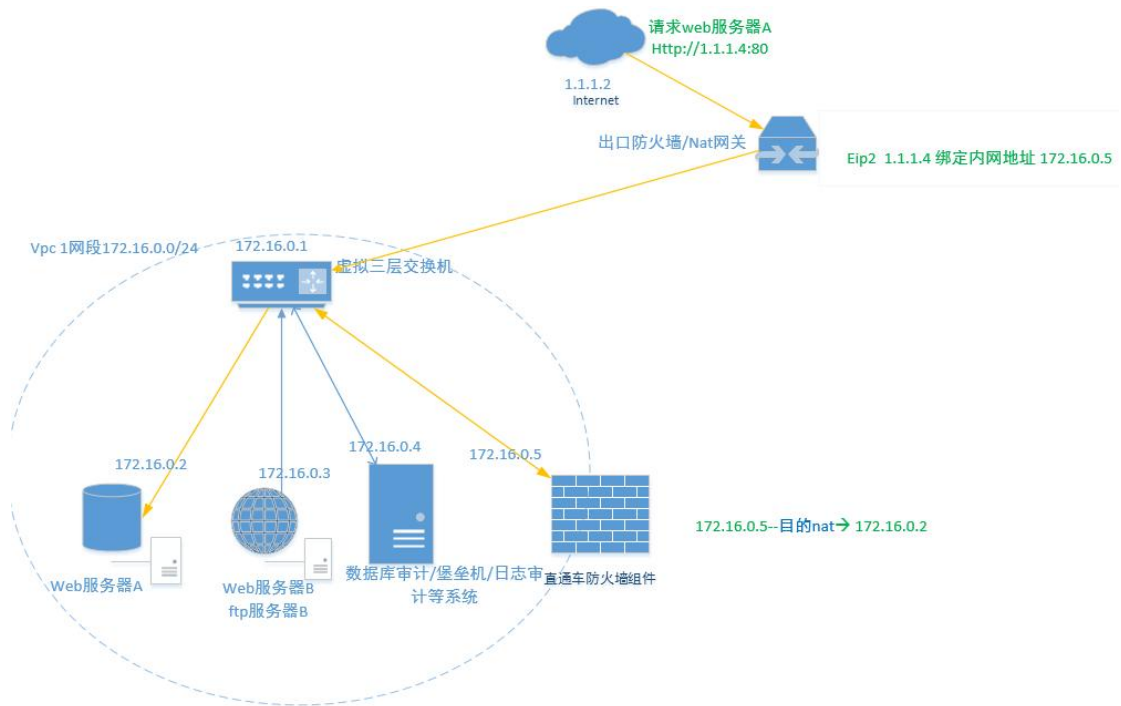 请求web服务器A
Http://1.1.1.4:80
1.1.1.2
Internet
出口防火墙/Nat网关
Eip2 1.1.1.4 绑定内网地址 172.16.0.5
Vpc 1网段172.16.0.0/24
172.16.0.1
虚拟三层交换机
172.16.0.2
172.16.0.3
172.16.0.4
172.16.0.5
172.16.0.5--目的nat→ 172.16.0.2
Web服务器A
Web服务器B
ftp服务器B
数据库审计/堡垒机/日志审
计等系统
直通车防火墙组件